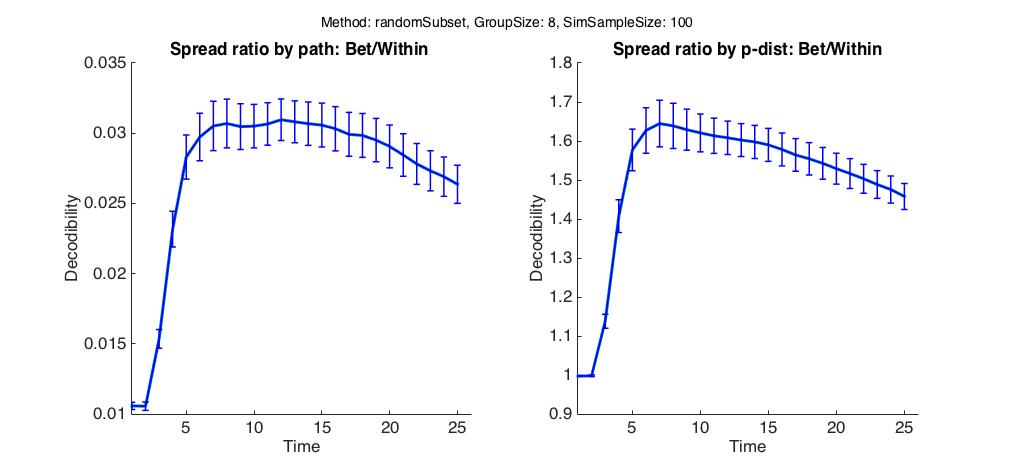 Method: randomSubset, GroupSize: 8, SimSampleSize: 100
Spread ratio by path: Bet/Within
0.035
0.03
0.025
0.02
0.015
0.01
Decodibility
5 10 15 20 25
Time
Spread ratio by p-dist: Bet/Within
1.8
1.7
1.6
1.5
1.4
1.3
1.2
1.1
1
0.9
Decodibility
5 10 15 20 25
Time